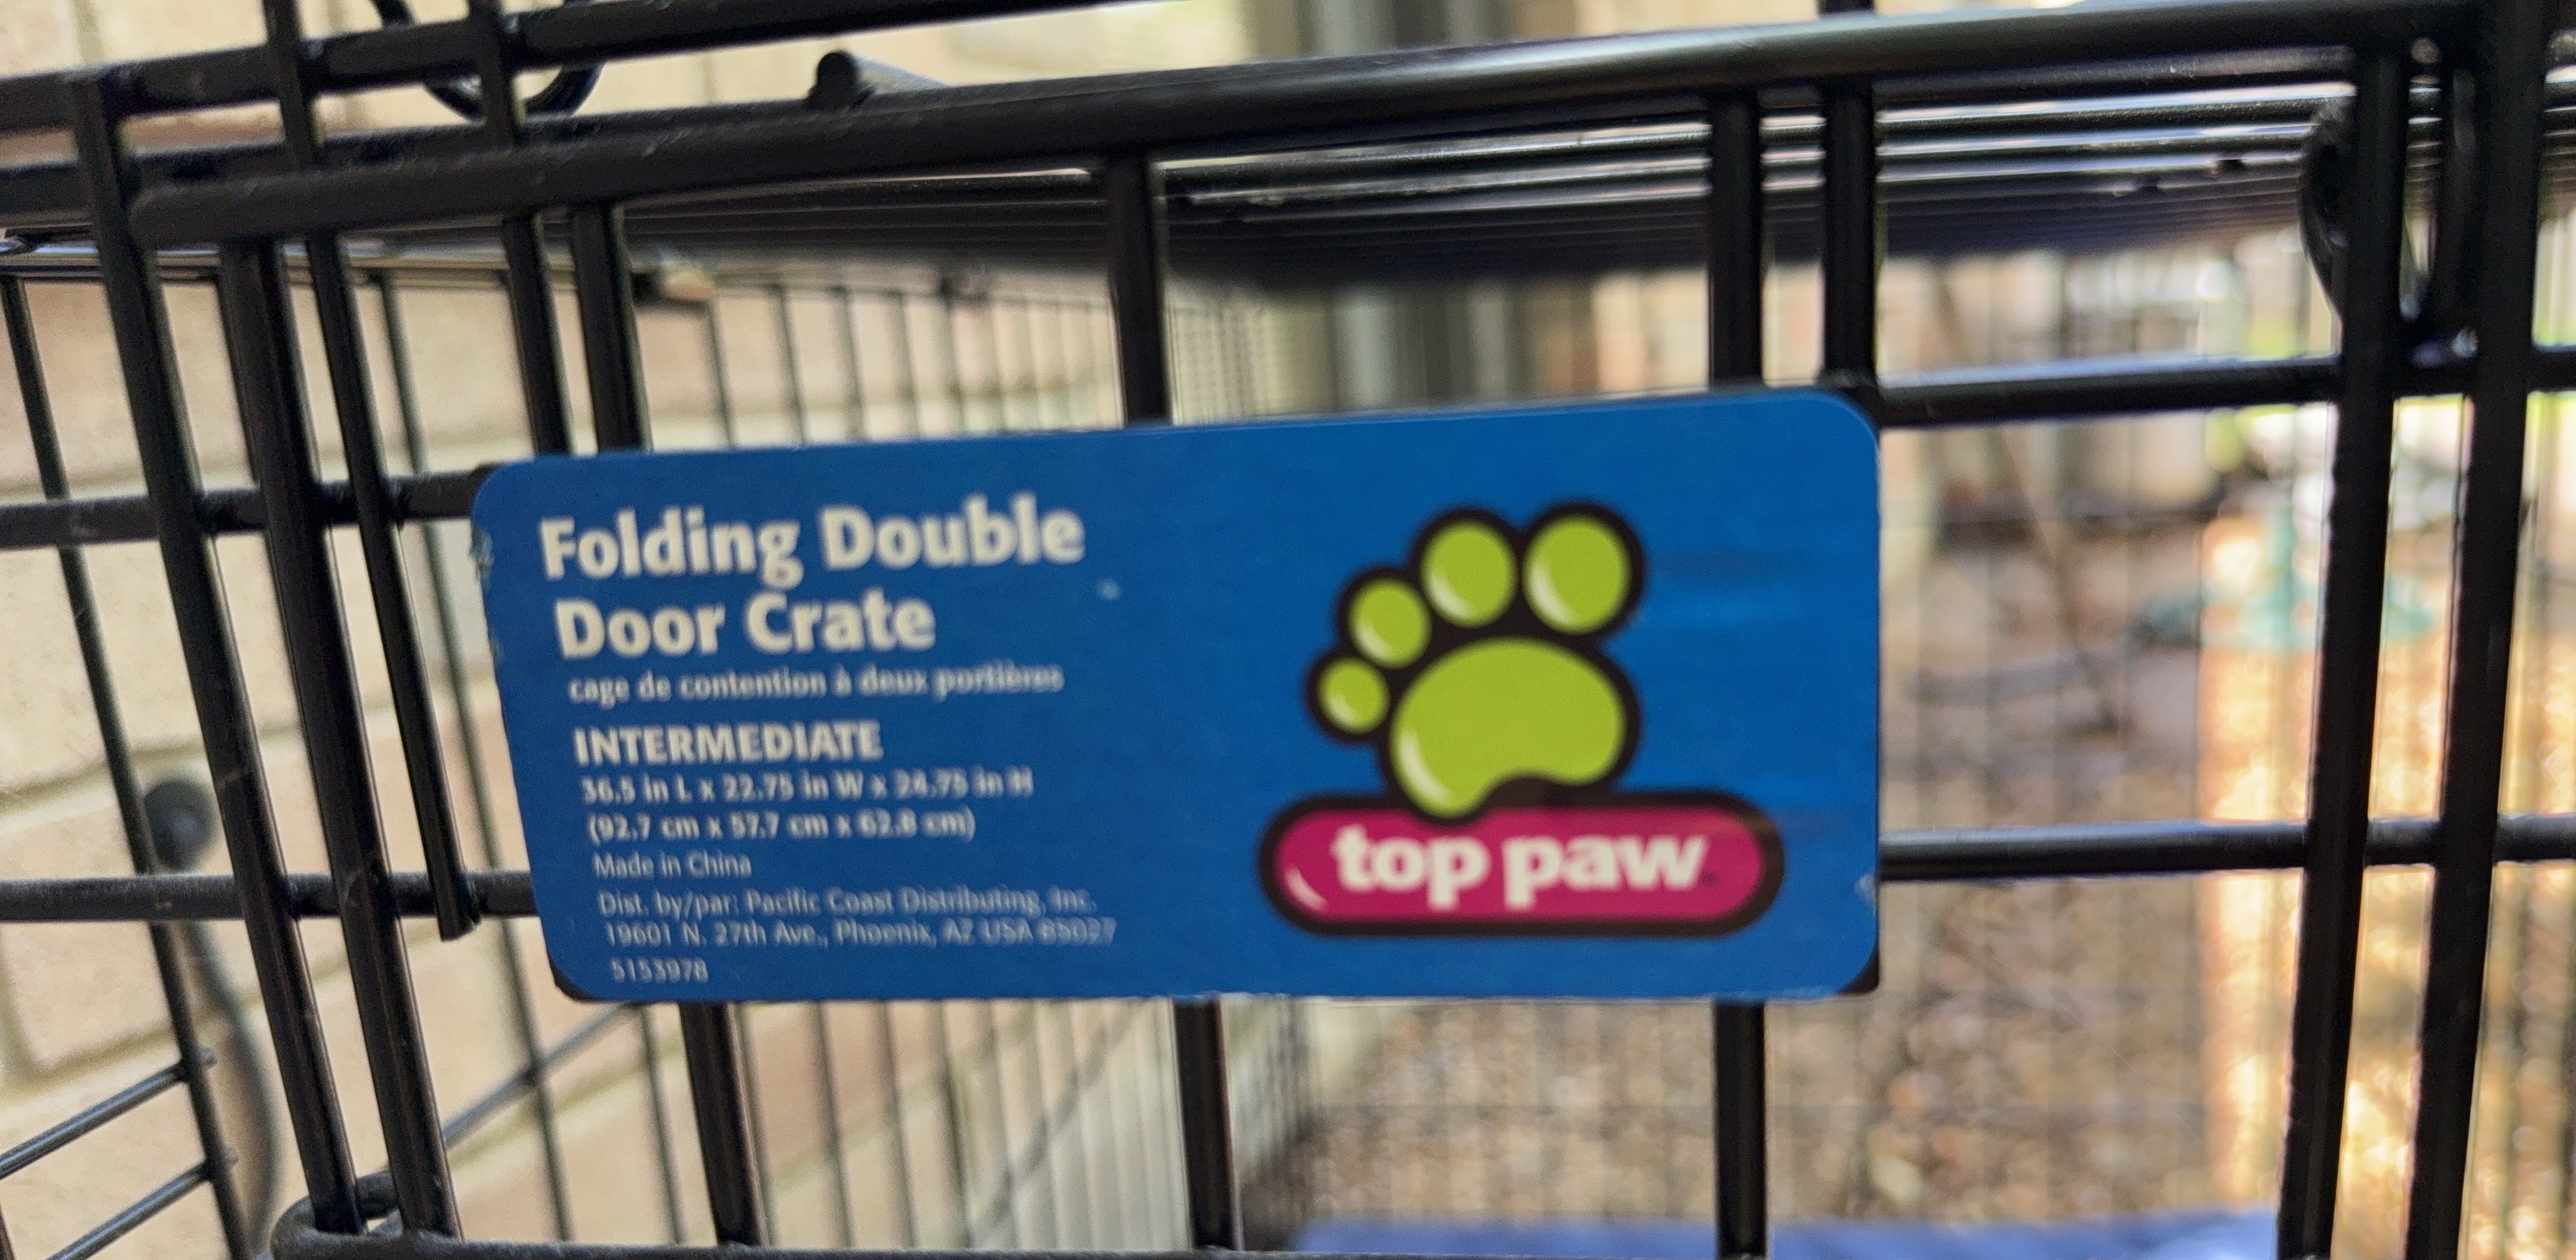 Folding Double
Door Crate
cage de contention à deux portières
INTERMEDIATE
36.5 in L x 22.75 in W x 24.75 in H
(92.7 cm x 57.7 cm x 62.8 cm)
Made in China
Dist. by/par: Pacific Coast Distributing, Inc.
19601 N. 27th Ave., Phoenix, AZ USA 85027
5153978
top paw